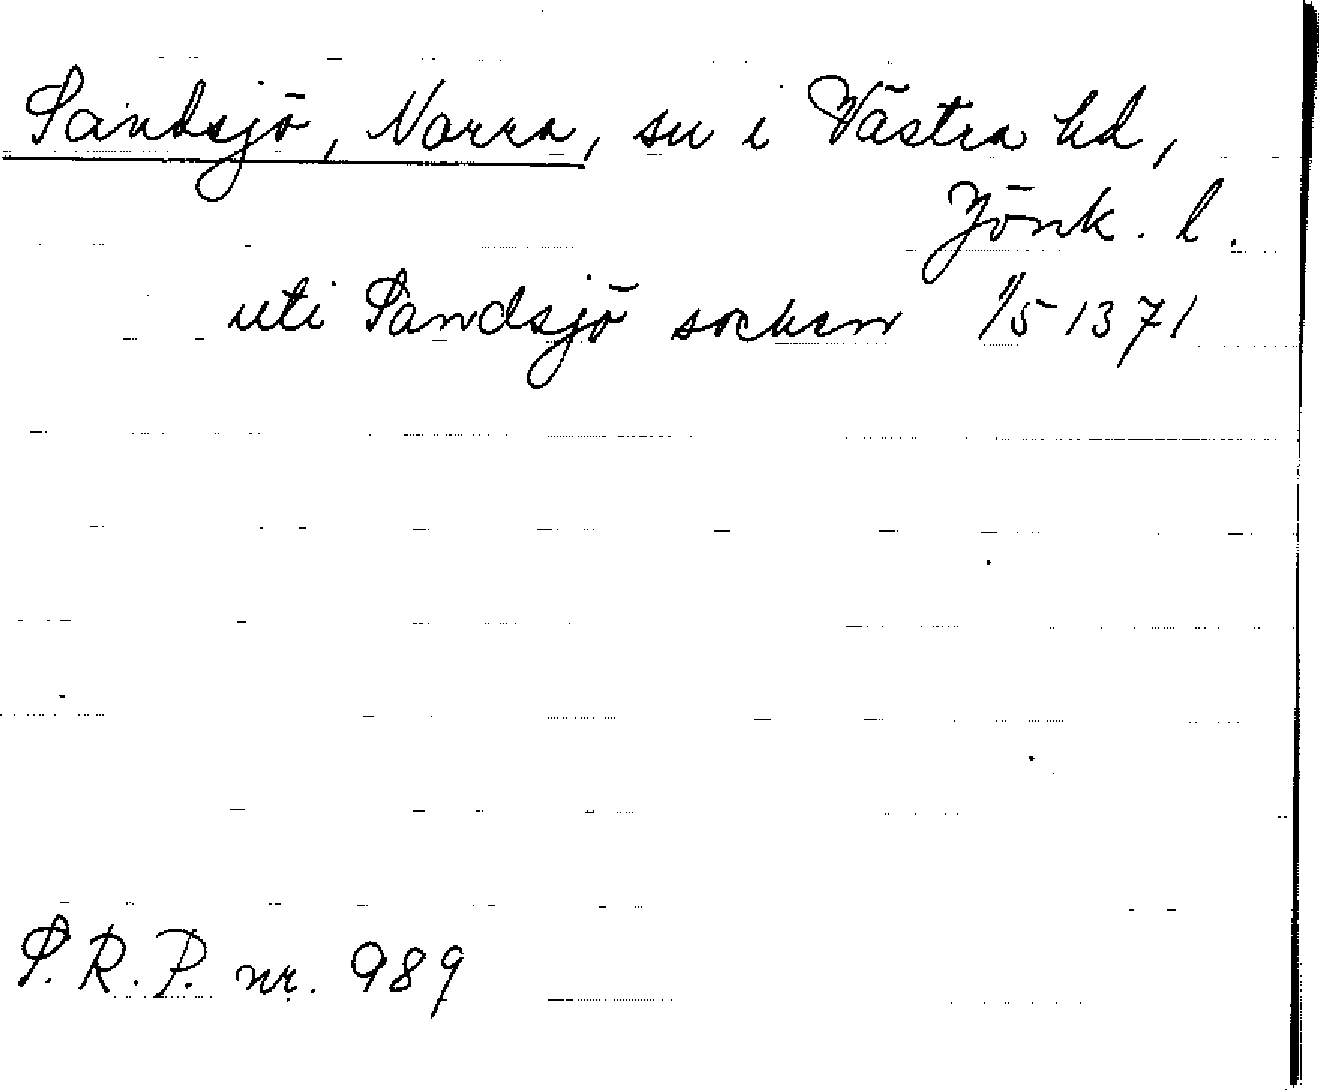 Sandsjö, Norra, sn i Västra hd,
Jönk. l.
uti Sandsjö socken 1/5 1371
S.R.P. nr. 989